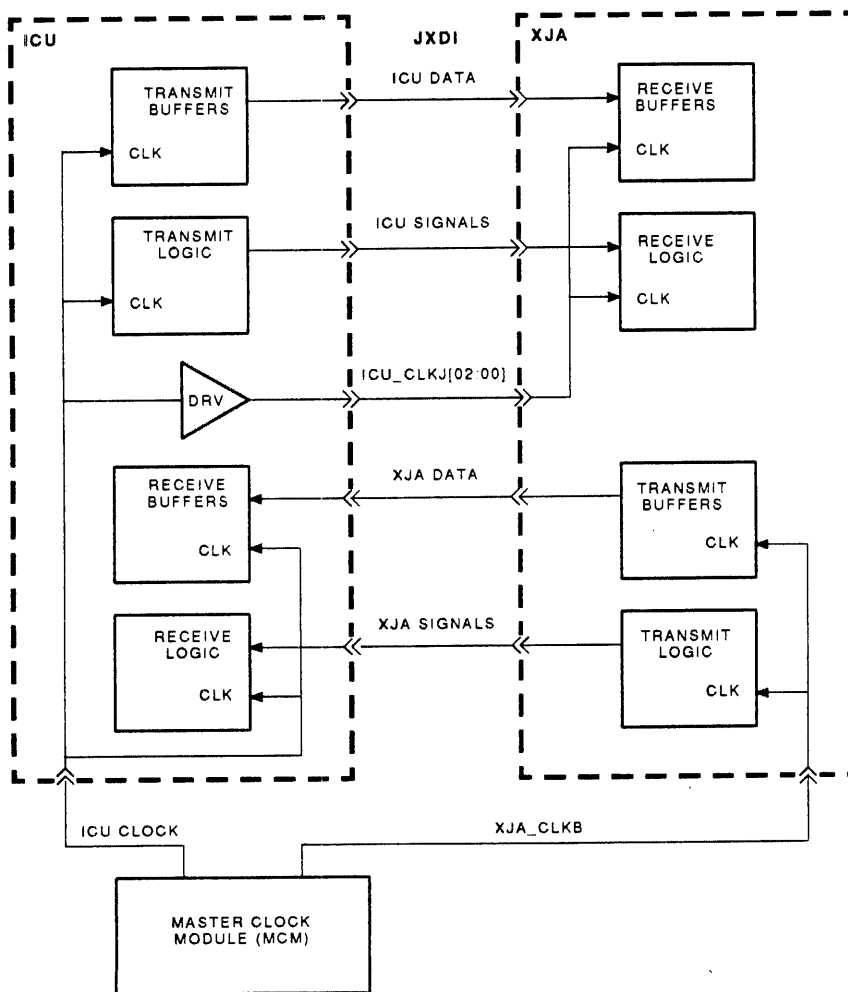 ICU
JXDI
XJA
TRANSMIT
BUFFERS
CLK
ICU DATA
RECEIVE
BUFFERS
CLK
TRANSMIT
LOGIC
CLK
ICU SIGNALS
RECEIVE
LOGIC
CLK
DRV
ICU_CLKJ[02:00]
RECEIVE
BUFFERS
CLK
XJA DATA
TRANSMIT
BUFFERS
CLK
RECEIVE
LOGIC
CLK
XJA SIGNALS
TRANSMIT
LOGIC
CLK
ICU CLOCK
XJA_CLKB
MASTER CLOCK
MODULE (MCM)